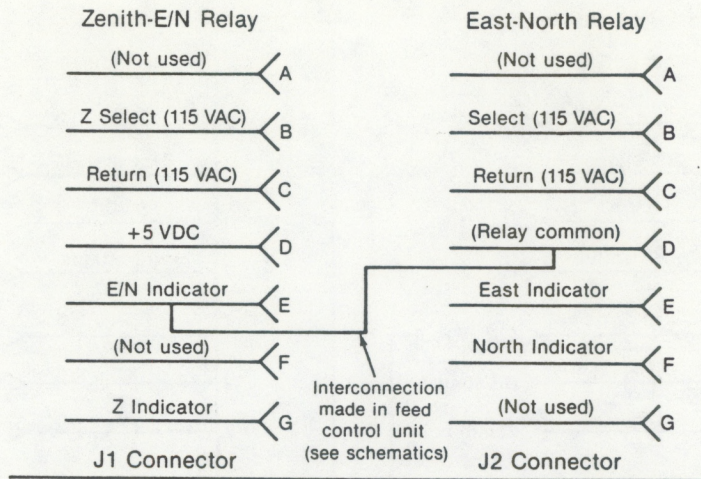 Zenith-E/N Relay
(Not used) A
Z Select (115 VAC) B
Return (115 VAC) C
+5 VDC D
E/N Indicator E
(Not used) F
Z Indicator G
J1 Connector
East-North Relay
(Not used) A
Select (115 VAC) B
Return (115 VAC) C
(Relay common) D
East Indicator E
North Indicator F
(Not used) G
J2 Connector
Interconnection
made in feed
control unit
(see schematics)